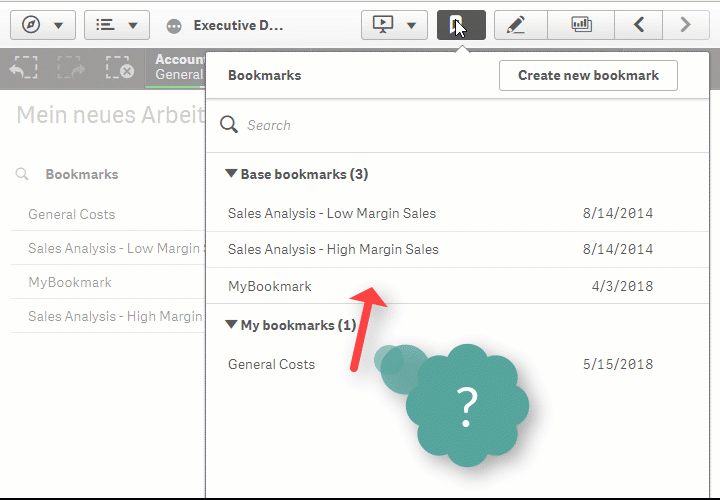 Executive D...
Account
General
Bookmarks
Create new bookmark
Mein neues Arbeit
Search
Bookmarks
Base bookmarks (3)
General Costs
Sales Analysis - Low Margin Sales 8/14/2014
Sales Analysis - Low Margin S
Sales Analysis - High Margin Sales 8/14/2014
MyBookmark
MyBookmark 4/3/2018
Sales Analysis - High Margin
My bookmarks (1)
General Costs 5/15/2018
?